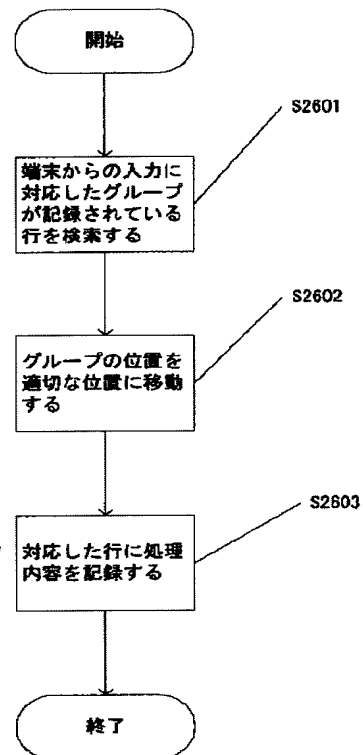 開始
S2601
端末からの入力に
対応したグループ
が記録されている
行を検索する
S2602
グループの位置を
適切な位置に移動
する
S2603
対応した行に処理
内容を記録する
終了